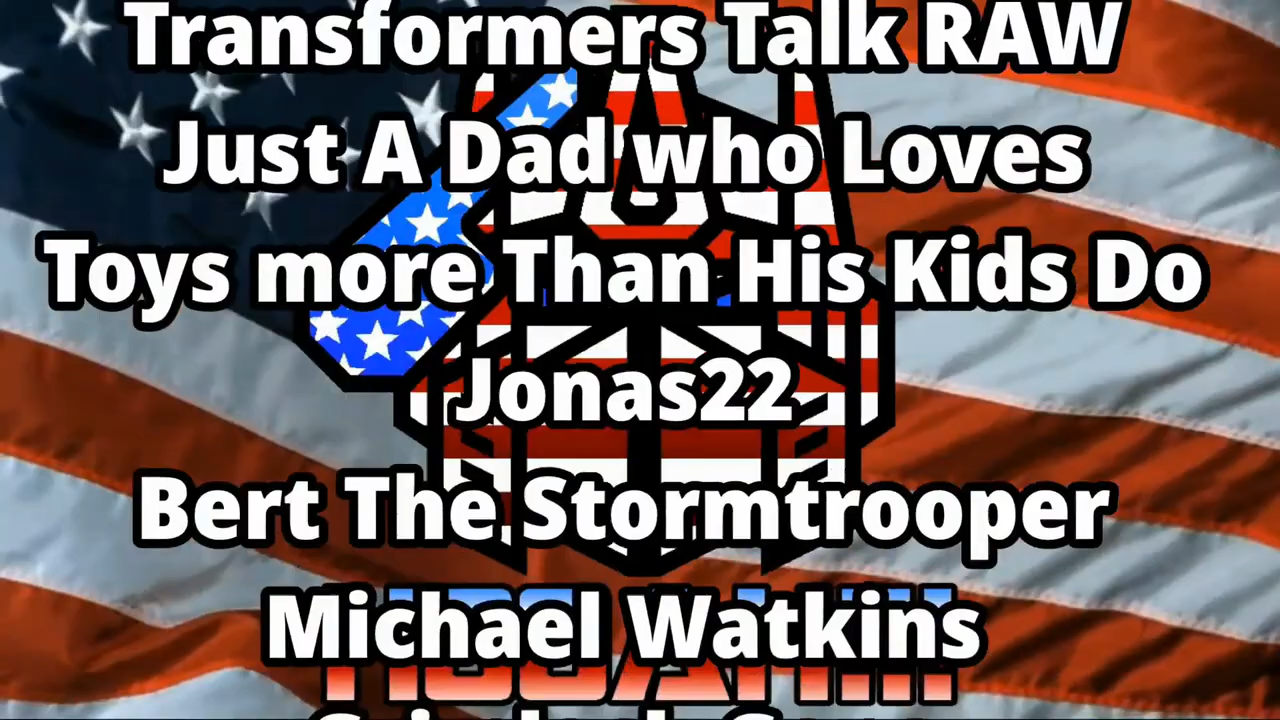 Transformers Talk RAW
Just A Dad who Loves
Toys more Than His Kids Do
Jonas22
Bert The Stormtrooper
Michael Watkins